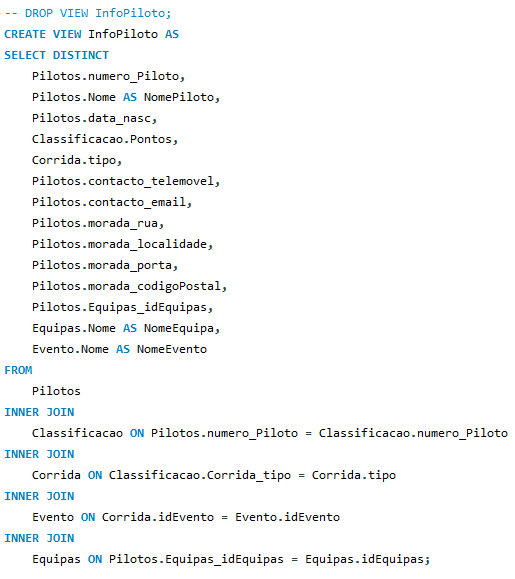 -- DROP VIEW InfoPiloto;
CREATE VIEW InfoPiloto AS
SELECT DISTINCT
    Pilotos.numero_Piloto,
    Pilotos.Nome AS NomePiloto,
    Pilotos.data_nasc,
    Classificacao.Pontos,
    Corrida.tipo,
    Pilotos.contacto_telemovel,
    Pilotos.contacto_email,
    Pilotos.morada_rua,
    Pilotos.morada_localidade,
    Pilotos.morada_porta,
    Pilotos.morada_codigoPostal,
    Pilotos.Equipas_idEquipas,
    Equipas.Nome AS NomeEquipa,
    Evento.Nome AS NomeEvento
FROM
    Pilotos
INNER JOIN
    Classificacao ON Pilotos.numero_Piloto = Classificacao.numero_Piloto
INNER JOIN
    Corrida ON Classificacao.Corrida_tipo = Corrida.tipo
INNER JOIN
    Evento ON Corrida.idEvento = Evento.idEvento
INNER JOIN
    Equipas ON Pilotos.Equipas_idEquipas = Equipas.idEquipas;